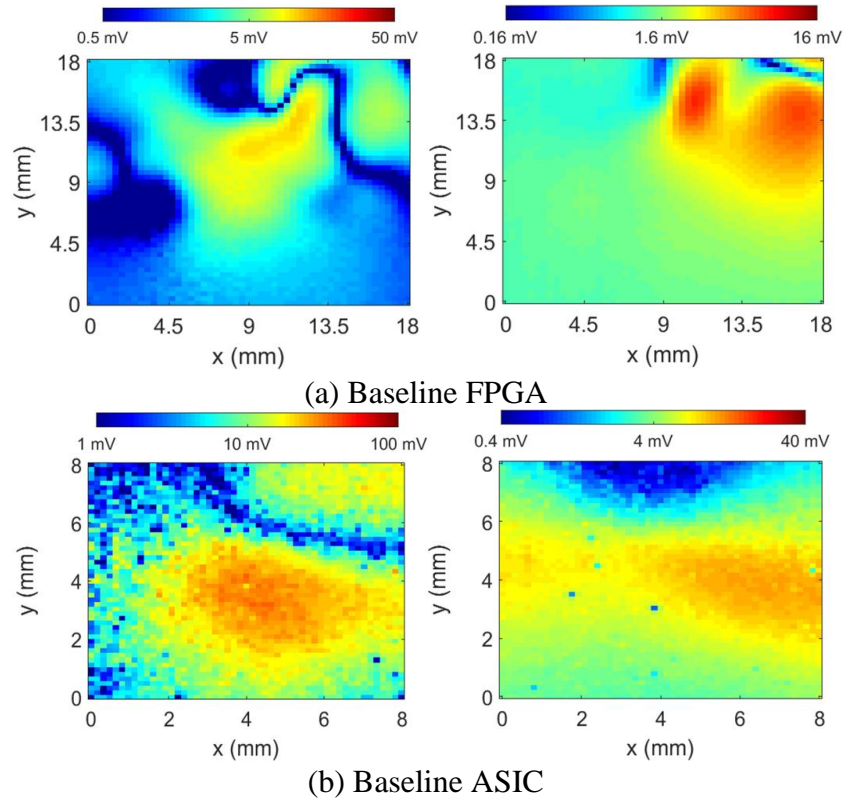 0.5 mV 5 mV 50 mV
0.16 mV 1.6 mV 16 mV
18
13.5
9
4.5
0
y (mm)
0 4.5 9 13.5 18
x (mm)
18
13.5
9
4.5
0
y (mm)
0 4.5 9 13.5 18
x (mm)
(a) Baseline FPGA
1 mV 10 mV 100 mV
0.4 mV 4 mV 40 mV
8
6
4
2
0
y (mm)
0 2 4 6 8
x (mm)
8
6
4
2
0
y (mm)
0 2 4 6 8
x (mm)
(b) Baseline ASIC